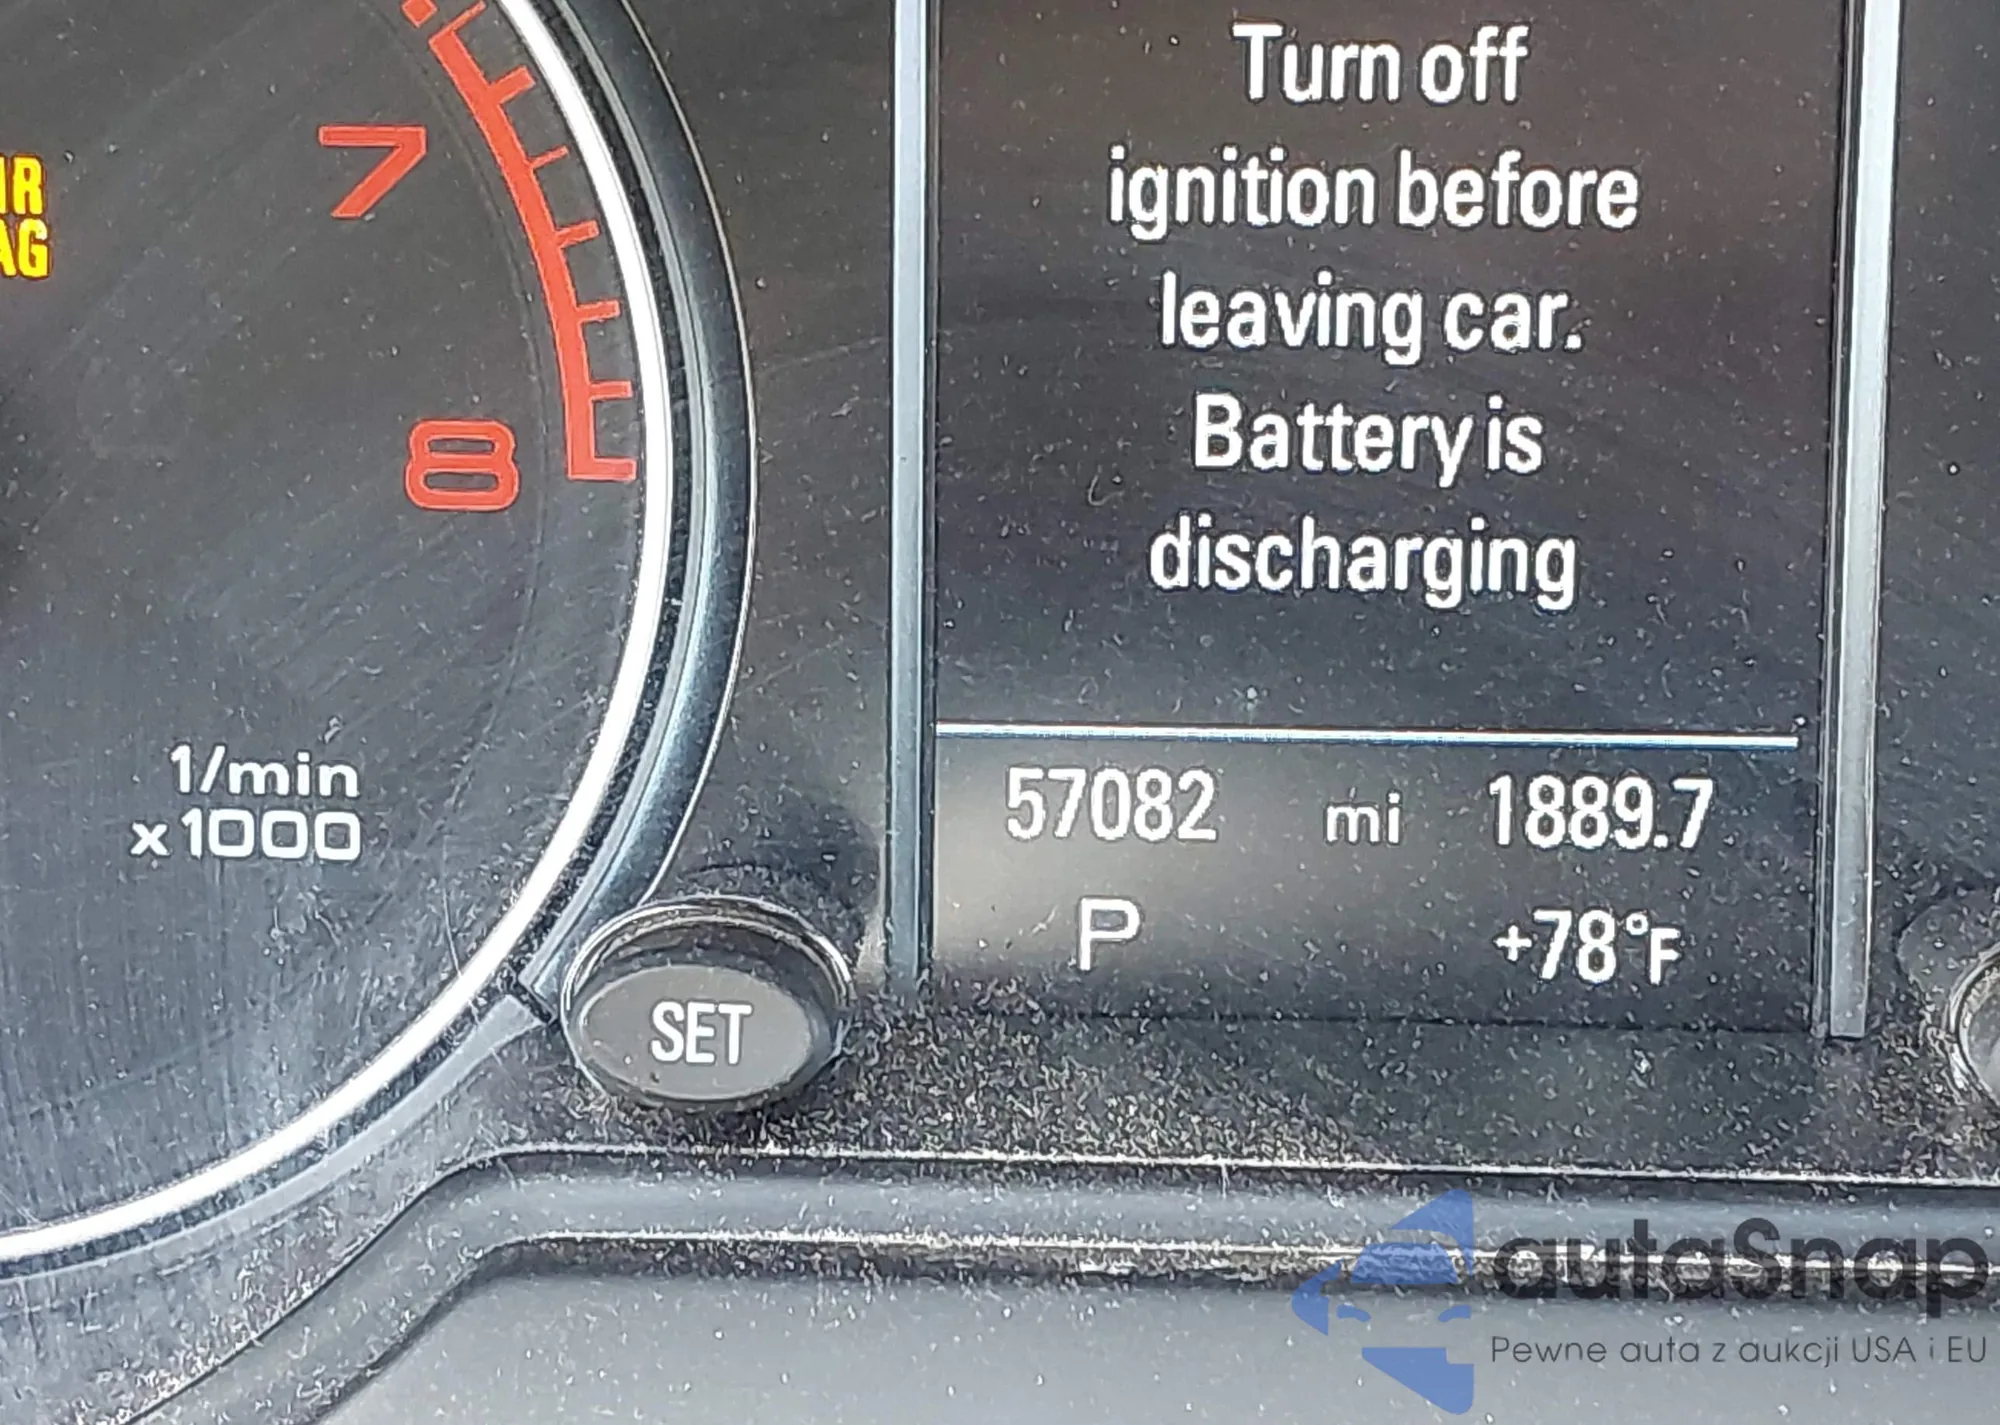 Turn off
ignition before
leaving car.
Battery is
discharging
57082 mi 1889.7
P +78°F
7
8
1/min
x1000
SET
autaSnap
Pewne auta z aukcji USA i EU